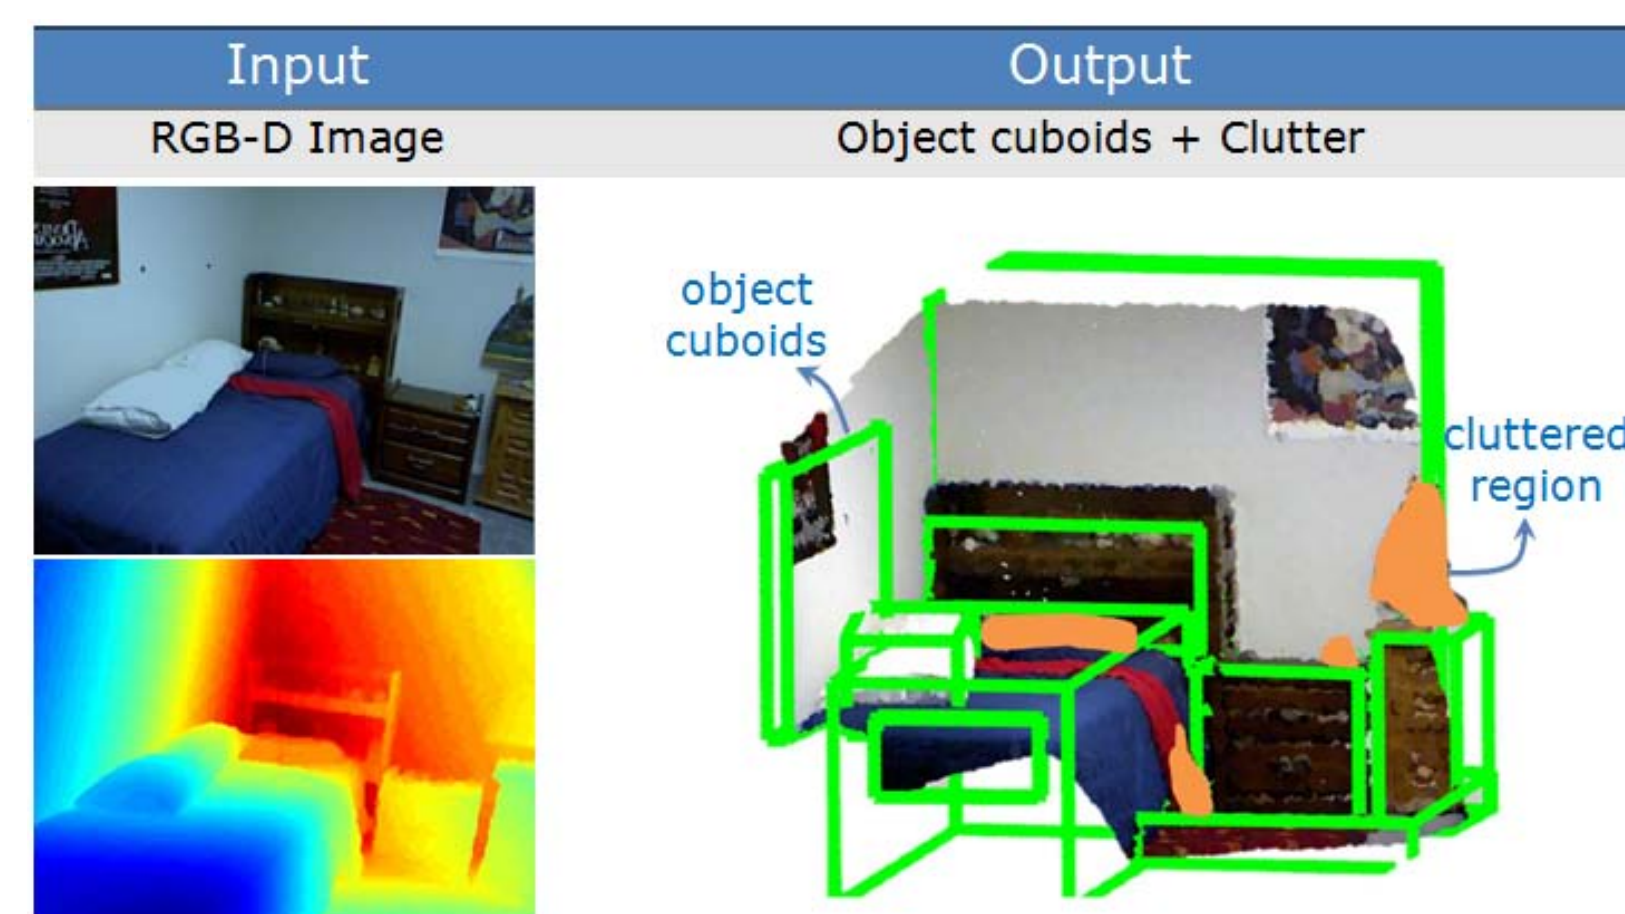 Input
Output
RGB-D Image
Object cuboids + Clutter
object
cuboids
cluttered
region